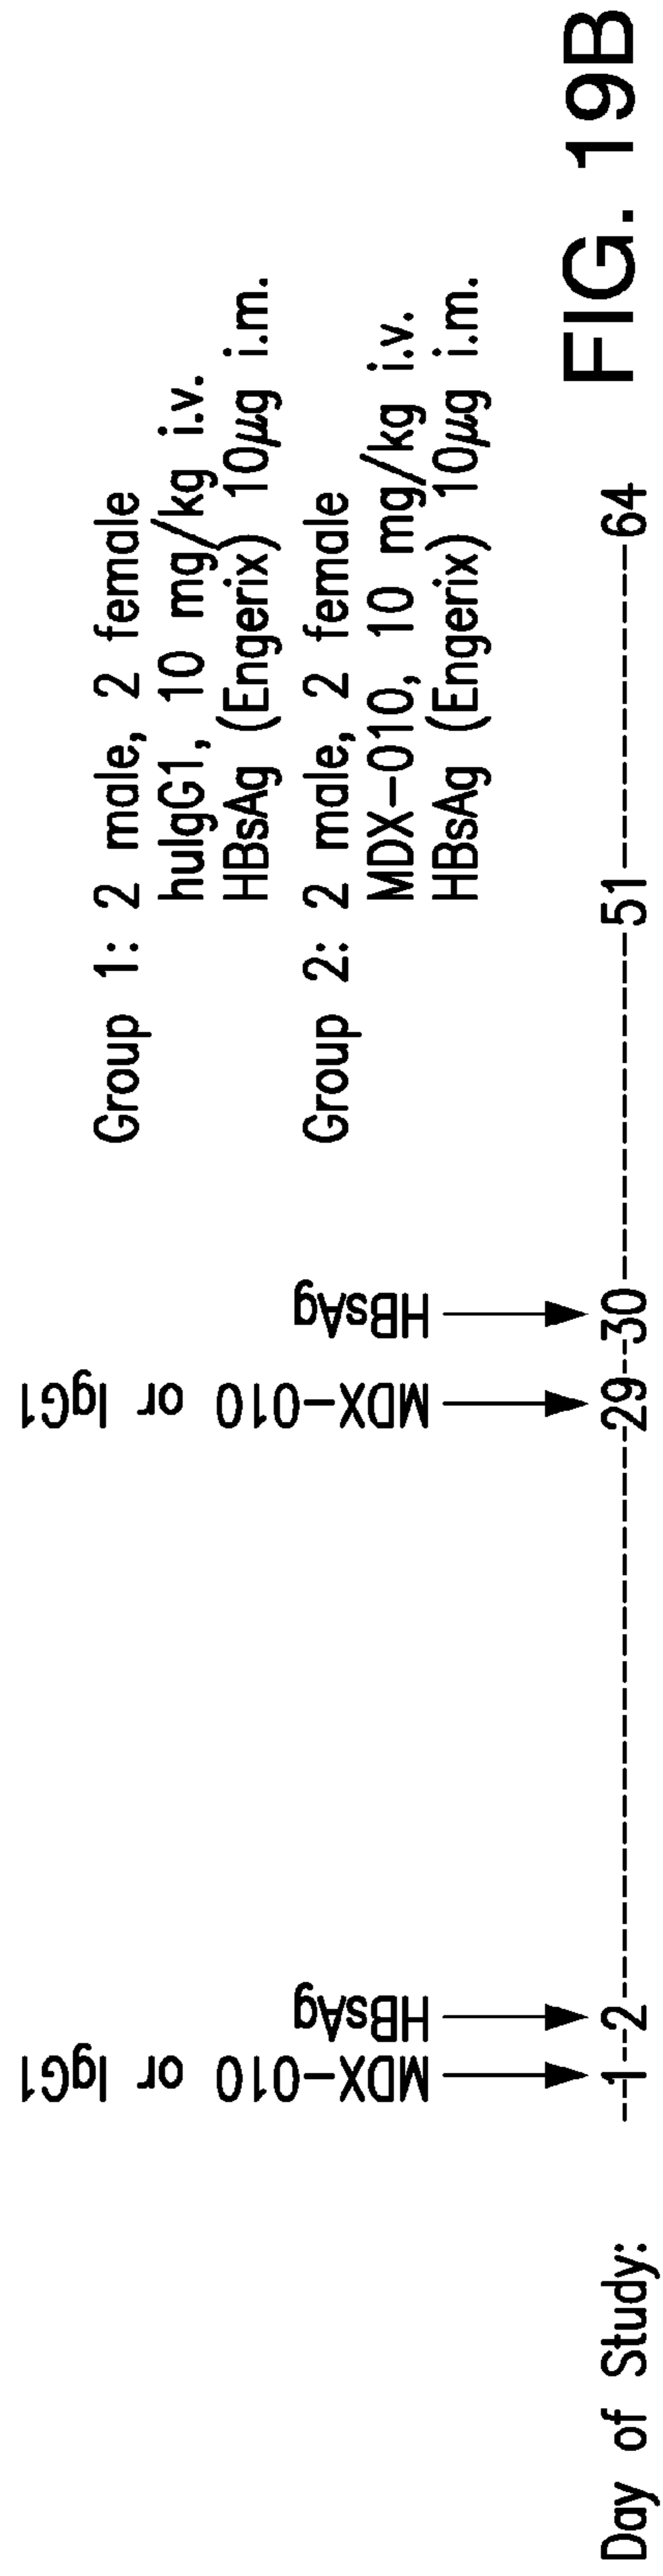 Group 1: 2 male, 2 female
huIgG1, 10 mg/kg i.v.
HBsAg (Engerix) 10µg i.m.
Group 2: 2 male, 2 female
MDX-010, 10 mg/kg i.v.
HBsAg (Engerix) 10µg i.m.
MDX-010 or IgG1
HBsAg
MDX-010 or IgG1
HBsAg
Day of Study: --1--2----------29--30----------51----------64
FIG. 19B